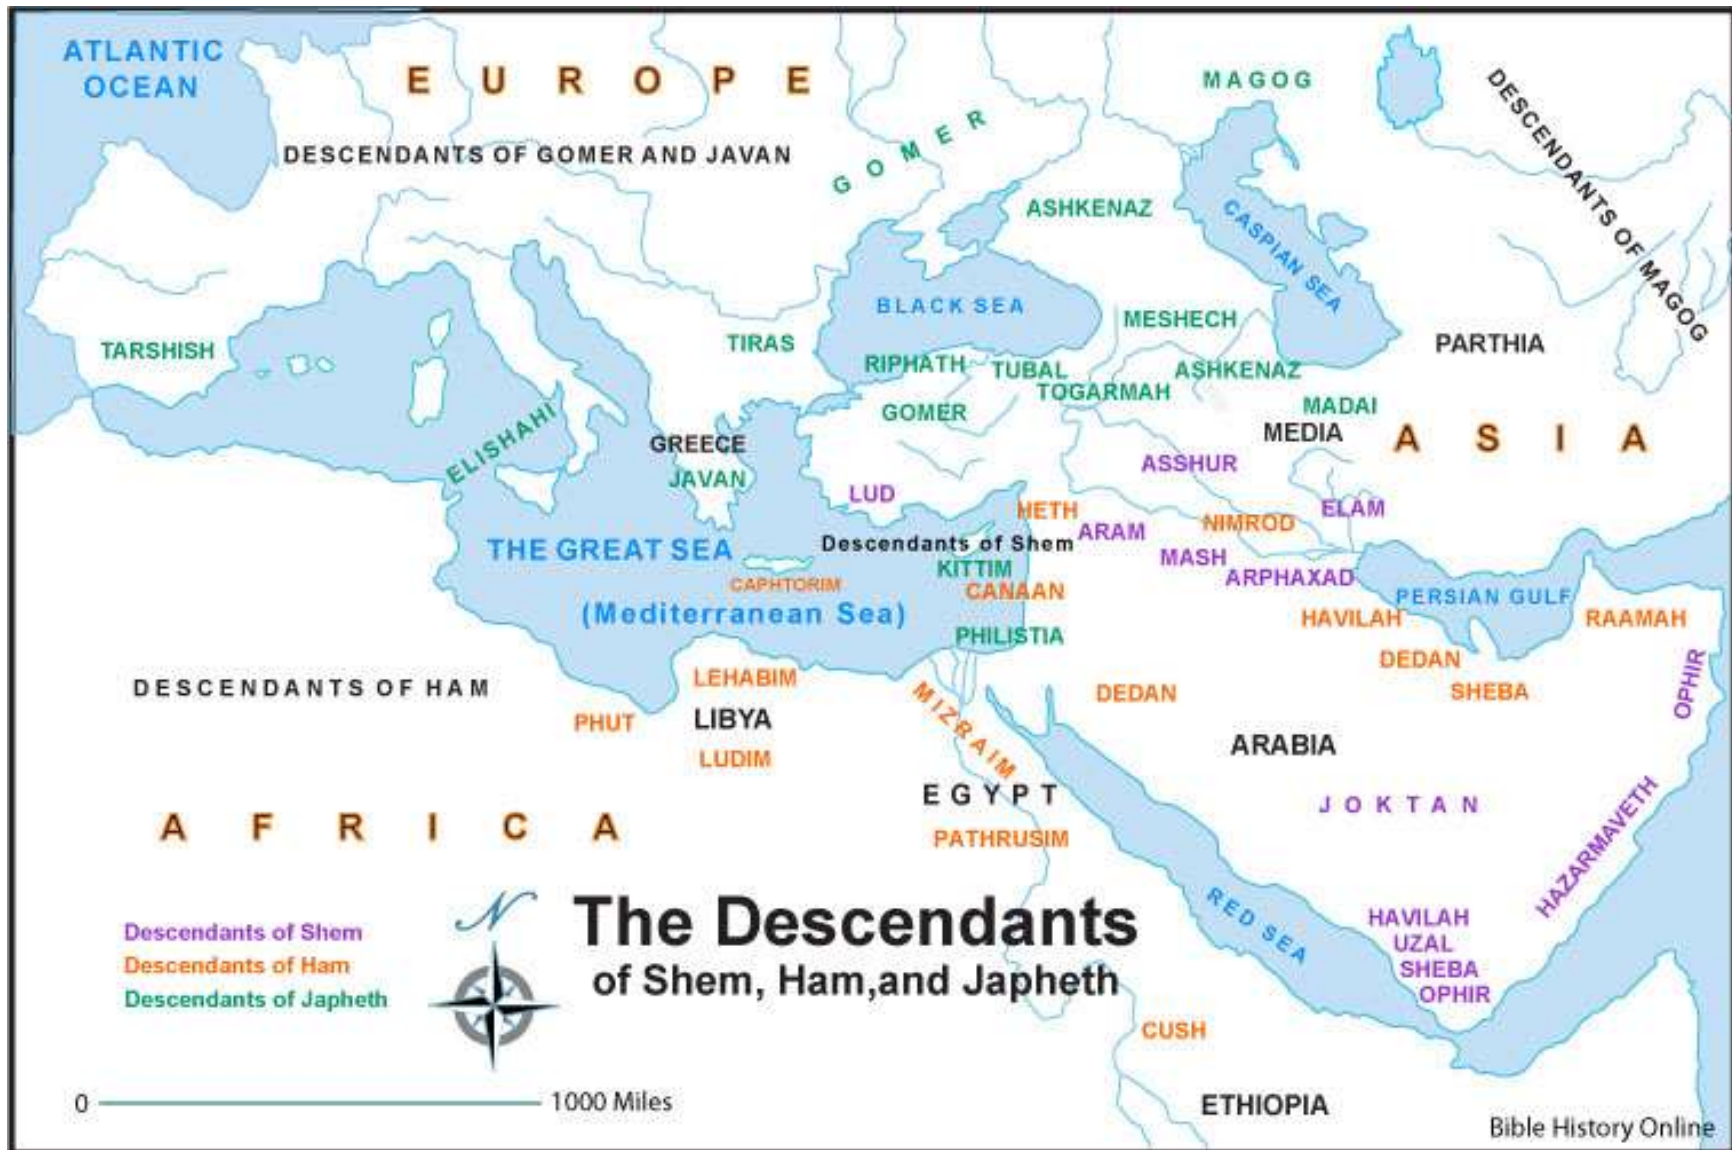 ATLANTIC
OCEAN
EUROPE
MAGOG
DESCENDANTS OF MAGOG
DESCENDANTS OF GOMER AND JAVAN
GOMER
ASHKENAZ
CASPIAN SEA
BLACK SEA
MESHECH
TARSHISH
TIRAS
PARTHIA
RIPHATH
TUBAL
ASHKENAZ
TOGARMAH
GOMER
MADAI
ELISHAHI
GREECE
MEDIA
ASIA
JAVAN
ASSHUR
LUD
HETH
ELAM
NIMROD
ARAM
THE GREAT SEA
Descendants of Shem
MASH
KITTIM
ARPHAXAD
CAPHTORIM
CANAAN
PERSIAN GULF
(Mediterranean Sea)
HAVILAH
RAAMAH
PHILISTIA
DEDAN
DESCENDANTS OF HAM
LEHABIM
MIZRAIM
DEDAN
SHEBA
OPHIR
PHUT
LIBYA
ARABIA
LUDIM
EGYPT
JOKTAN
AFRICA
PATHRUSIM
HAZARMAVETH
RED SEA
N
The Descendants
of Shem, Ham,and Japheth
HAVILAH
UZAL
SHEBA
OPHIR
Descendants of Shem
Descendants of Ham
Descendants of Japheth
CUSH
0
1000 Miles
ETHIOPIA
Bible History Online